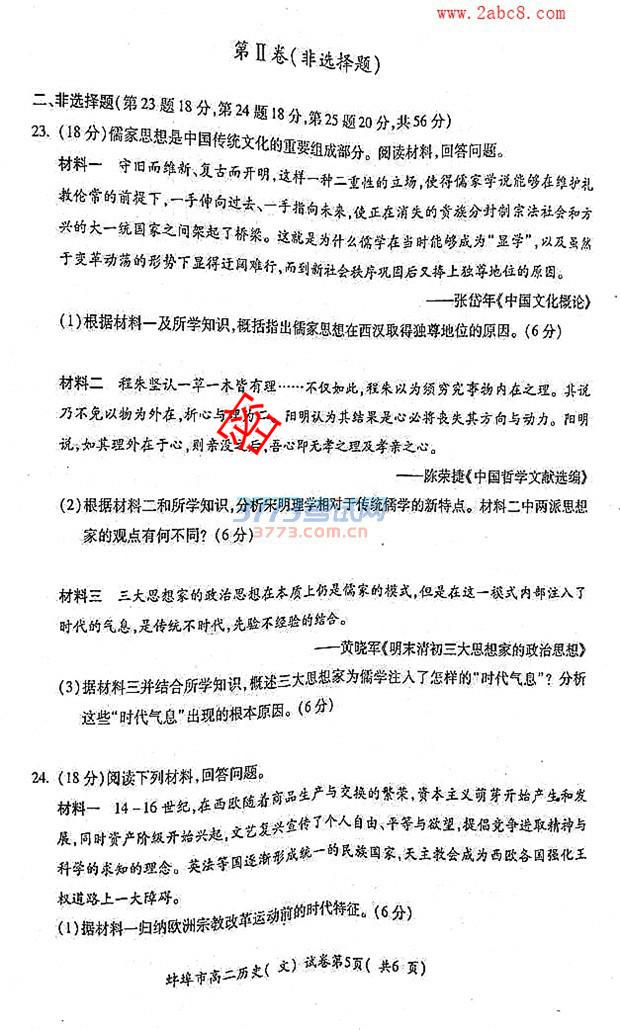 www.2abc8.com
第Ⅱ卷(非选择题)
二、非选择题(第23题18分,第24题18分,第25题20分,共56分)
23. (18分)儒家思想是中国传统文化的重要组成部分。阅读材料,回答问题。
材料一 守旧而维新、复古而开明,这样一种二重性的立场,使得儒家学说能够在维护礼
教伦常的前提下,一手伸向过去、一手指向未来,使正在消失的贵族分封制宗法社会和方
兴的大一统国家之间架起了桥梁。这就是为什么儒学在当时能够成为“显学”,以及虽然
于变革动荡的形势下显得迂阔难行,而到新社会秩序巩固后又捧上独尊地位的原因。
——张岱年《中国文化概论》
(1)根据材料一及所学知识,概括指出儒家思想在西汉取得独尊地位的原因。(6分)
材料二 程朱坚认一草一本皆有理……不仅如此,程朱以为须穷究事物内在之理。其说
乃不免以物为外在,析心与理为二。阳明认为其结果是心必将丧失其方向与动力。阳明
说,如其理外在于心,则亲没之后,吾心即无孝之理及孝亲之心。
——陈荣捷《中国哲学文献选编》
(2)根据材料二和所学知识,分析宋明理学相对于传统儒学的新特点。材料二中两派思想
家的观点有何不同?(6分)
3773考试网
3773.com.cn
材料三 三大思想家的政治思想在本质上仍是儒家的模式,但是在这一模式内部注入了
时代的气息,是传统不时代,先验不经验的结合。
——黄晓军《明末清初三大思想家的政治思想》
(3)据材料三并结合所学知识,概述三大思想家为儒学注入了怎样的“时代气息”?分析
这些“时代气息”出现的根本原因。(6分)
24. (18分)阅读下列材料,回答问题。
材料一 14-16世纪,在西欧随着商品生产与交换的繁荣,资本主义萌芽开始产生和发
展,同时资产阶级开始兴起,文艺复兴宣传了个人自由、平等与欲望,提倡竞争进取精神与
科学的求知的理念。英法等国逐渐形成统一的民族国家,天主教会成为西欧各国强化王
权道路上一大障碍。
(1)据材料一归纳欧洲宗教改革运动前的时代特征。(6分)
蚌埠市高二历史(文)试卷第5页(共6页)